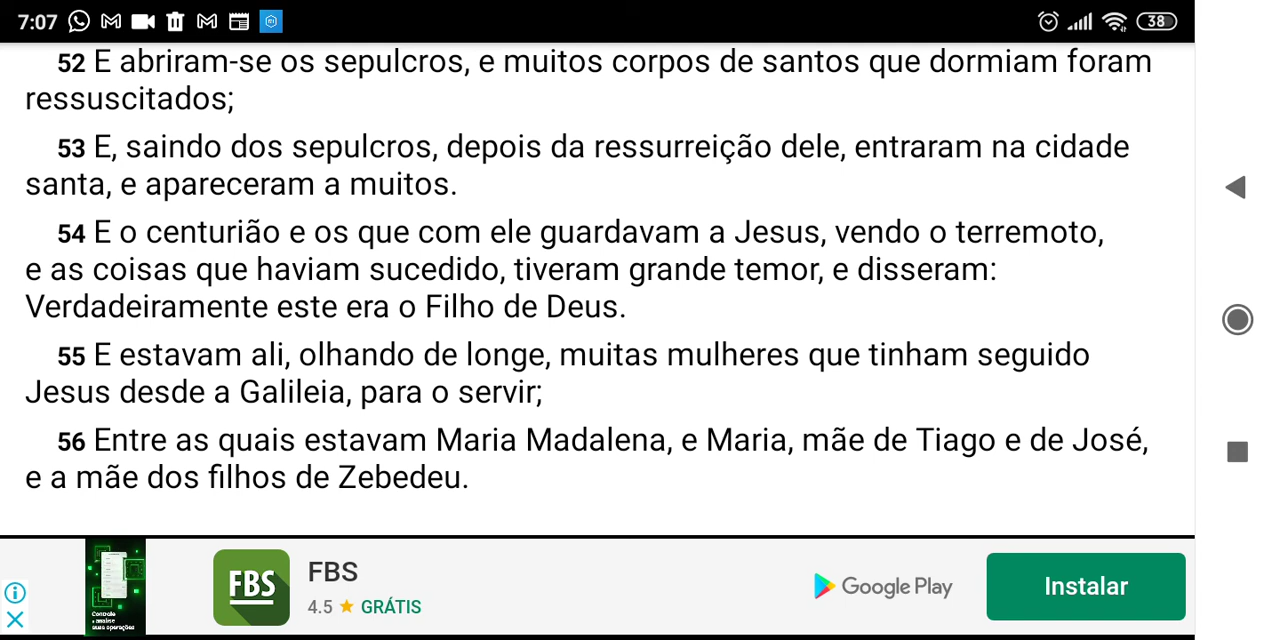 7:07 38
52 E abriram-se os sepulcros, e muitos corpos de santos que dormiam foram
ressuscitados;
53 E, saindo dos sepulcros, depois da ressurreição dele, entraram na cidade
santa, e apareceram a muitos.
54 E o centurião e os que com ele guardavam a Jesus, vendo o terremoto,
e as coisas que haviam sucedido, tiveram grande temor, e disseram:
Verdadeiramente este era o Filho de Deus.
55 E estavam ali, olhando de longe, muitas mulheres que tinham seguido
Jesus desde a Galileia, para o servir;
56 Entre as quais estavam Maria Madalena, e Maria, mãe de Tiago e de José,
e a mãe dos filhos de Zebedeu.
Controle
e analise
suas operações
FBS
FBS
4.5 ★ GRÁTIS
Google Play
Instalar